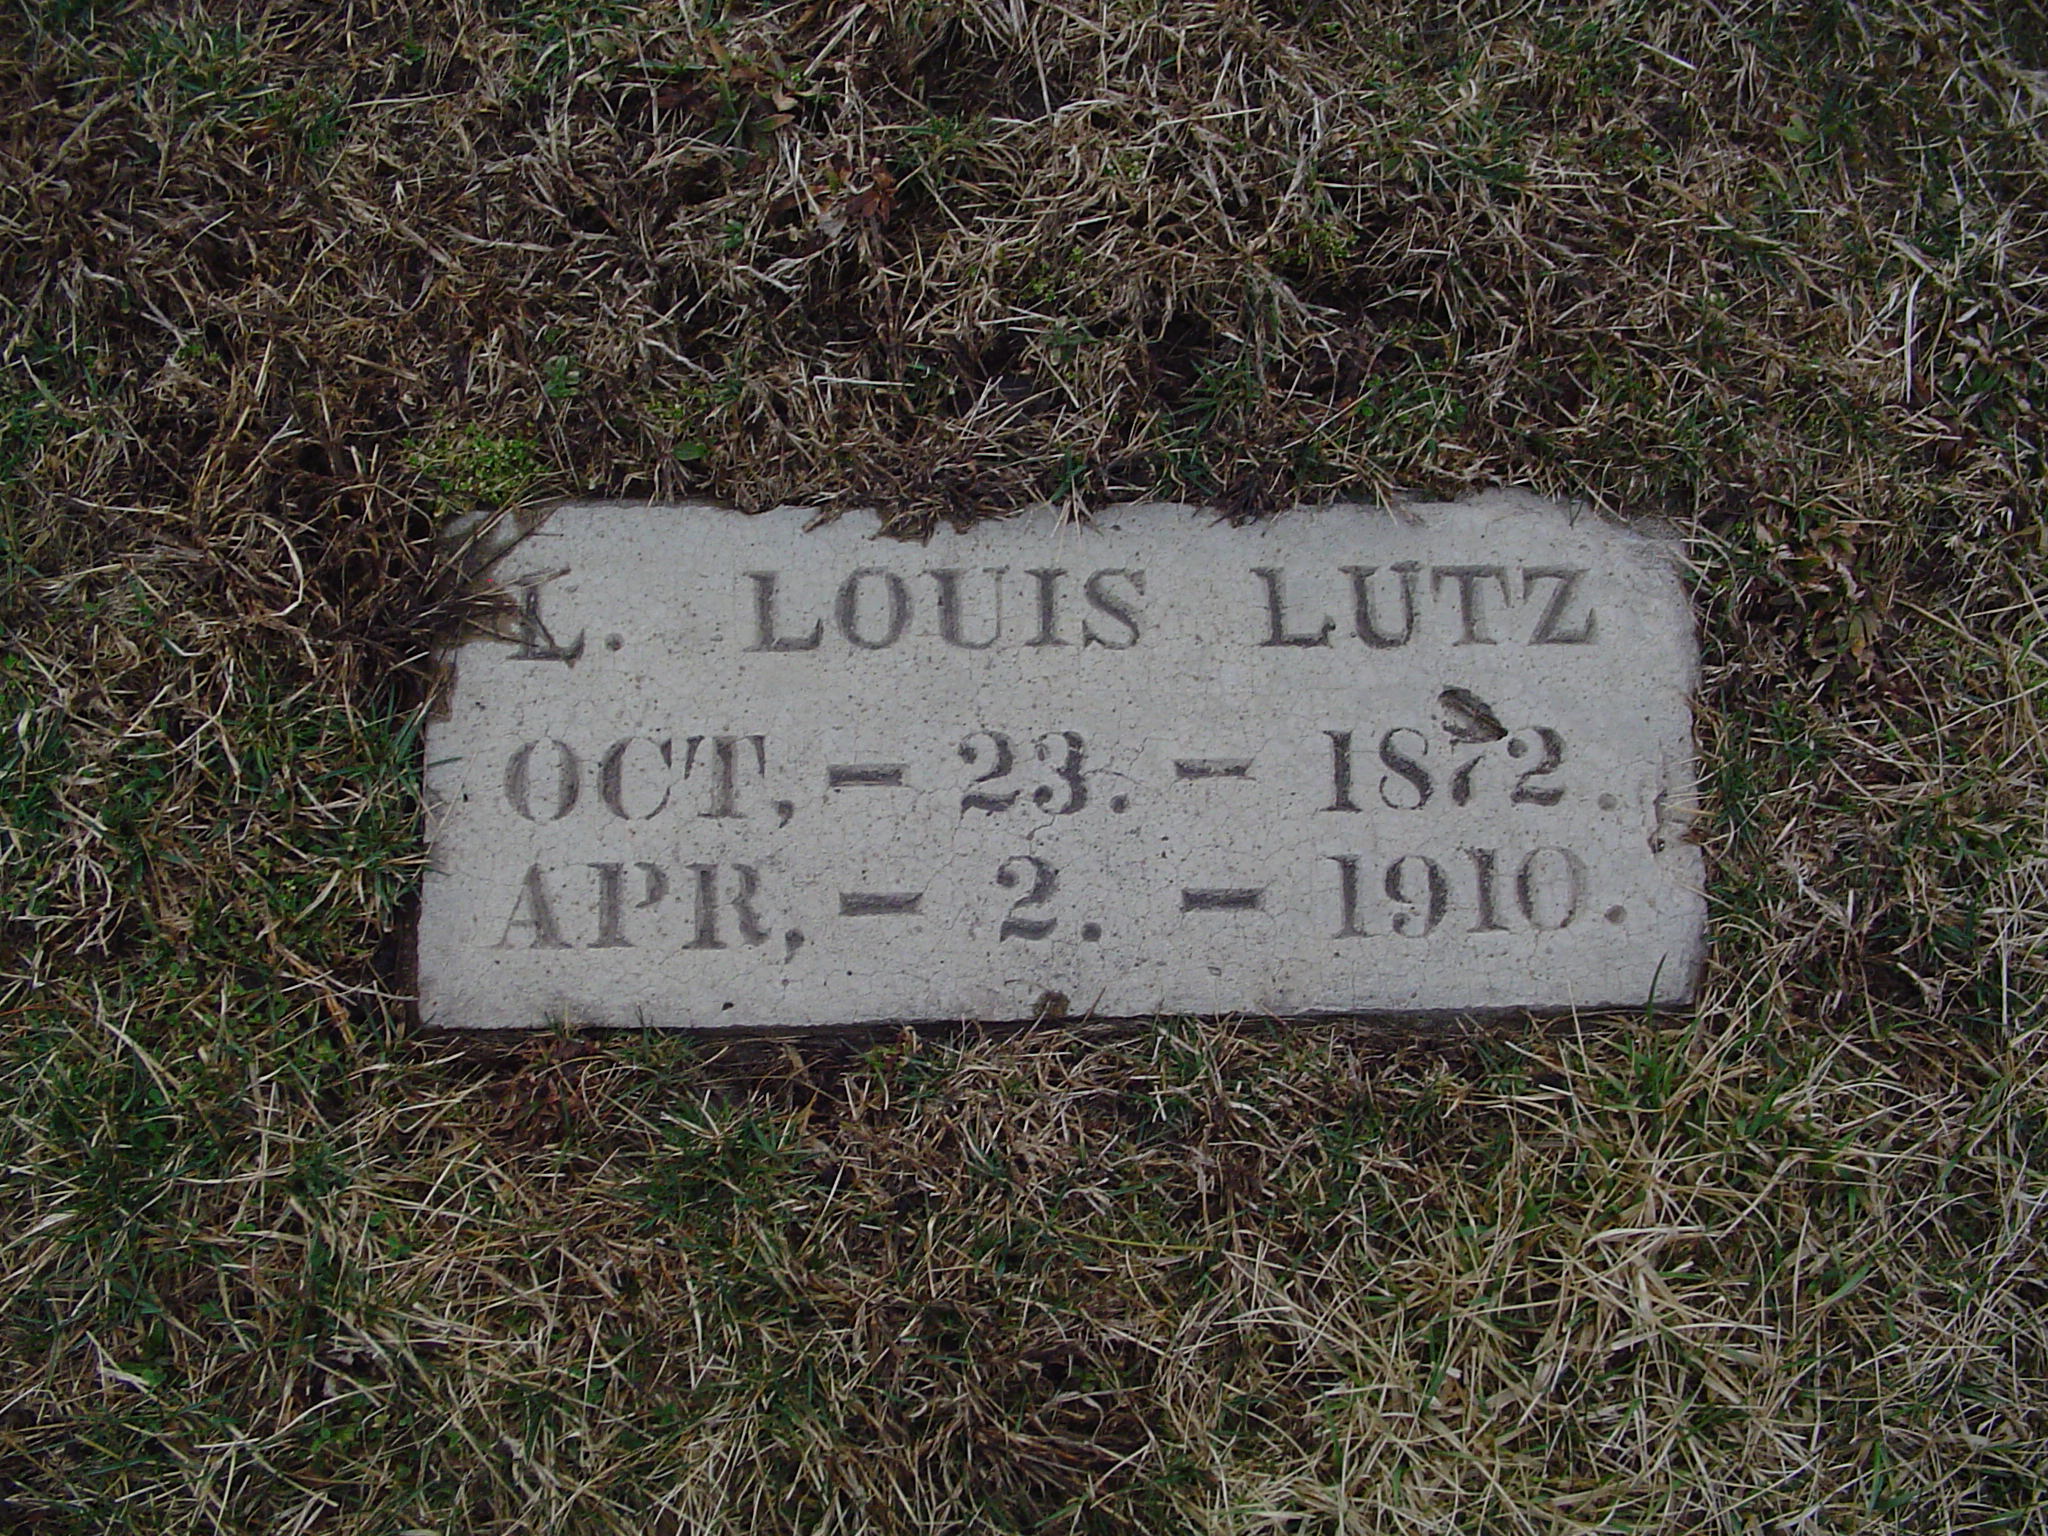 L. LOUIS LUTZ
OCT, - 23. - 1872.
APR, - 2. - 1910.